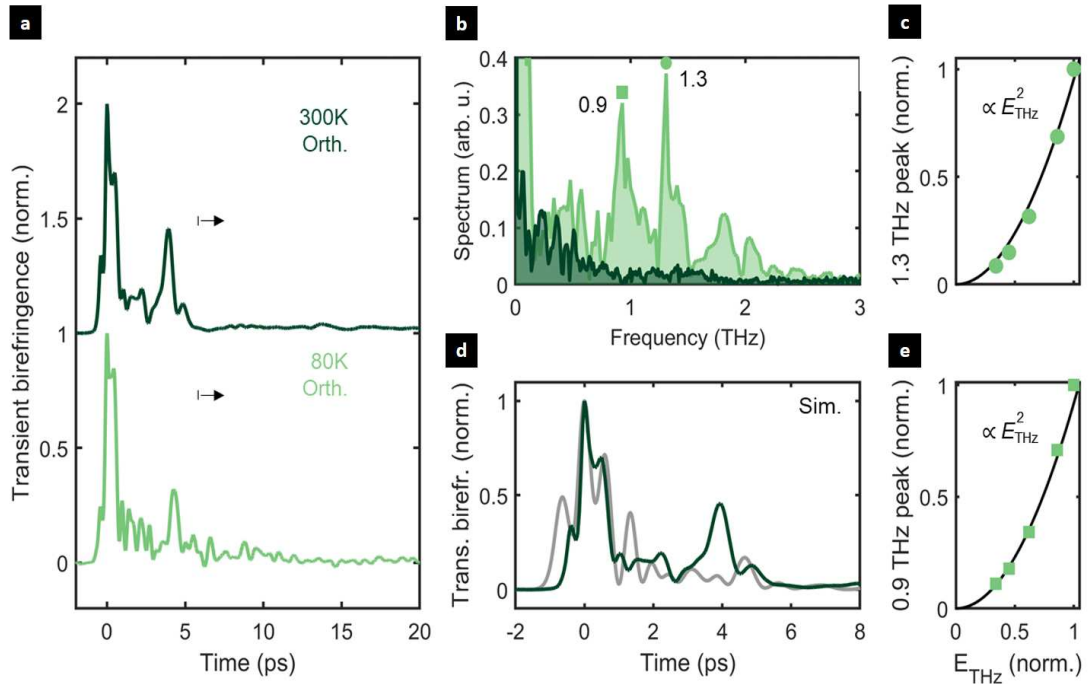 a
Transient birefringence (norm.)
2
1.5
1
0.5
0
300K
Orth.
80K
Orth.
0
5
10
15
20
Time (ps)
b
Spectrum (arb. u.)
0.4
0.3
0.2
0.1
0
0.9
1.3
0
1
2
3
Frequency (THz)
c
1.3 THz peak (norm.)
1
0.5
0
∝ E²THz
d
Trans. birefr. (norm.)
1
0.5
0
Sim.
-2
0
2
4
6
8
Time (ps)
e
0.9 THz peak (norm.)
1
0.5
0
∝ E²THz
0
0.5
1
ETHz (norm.)